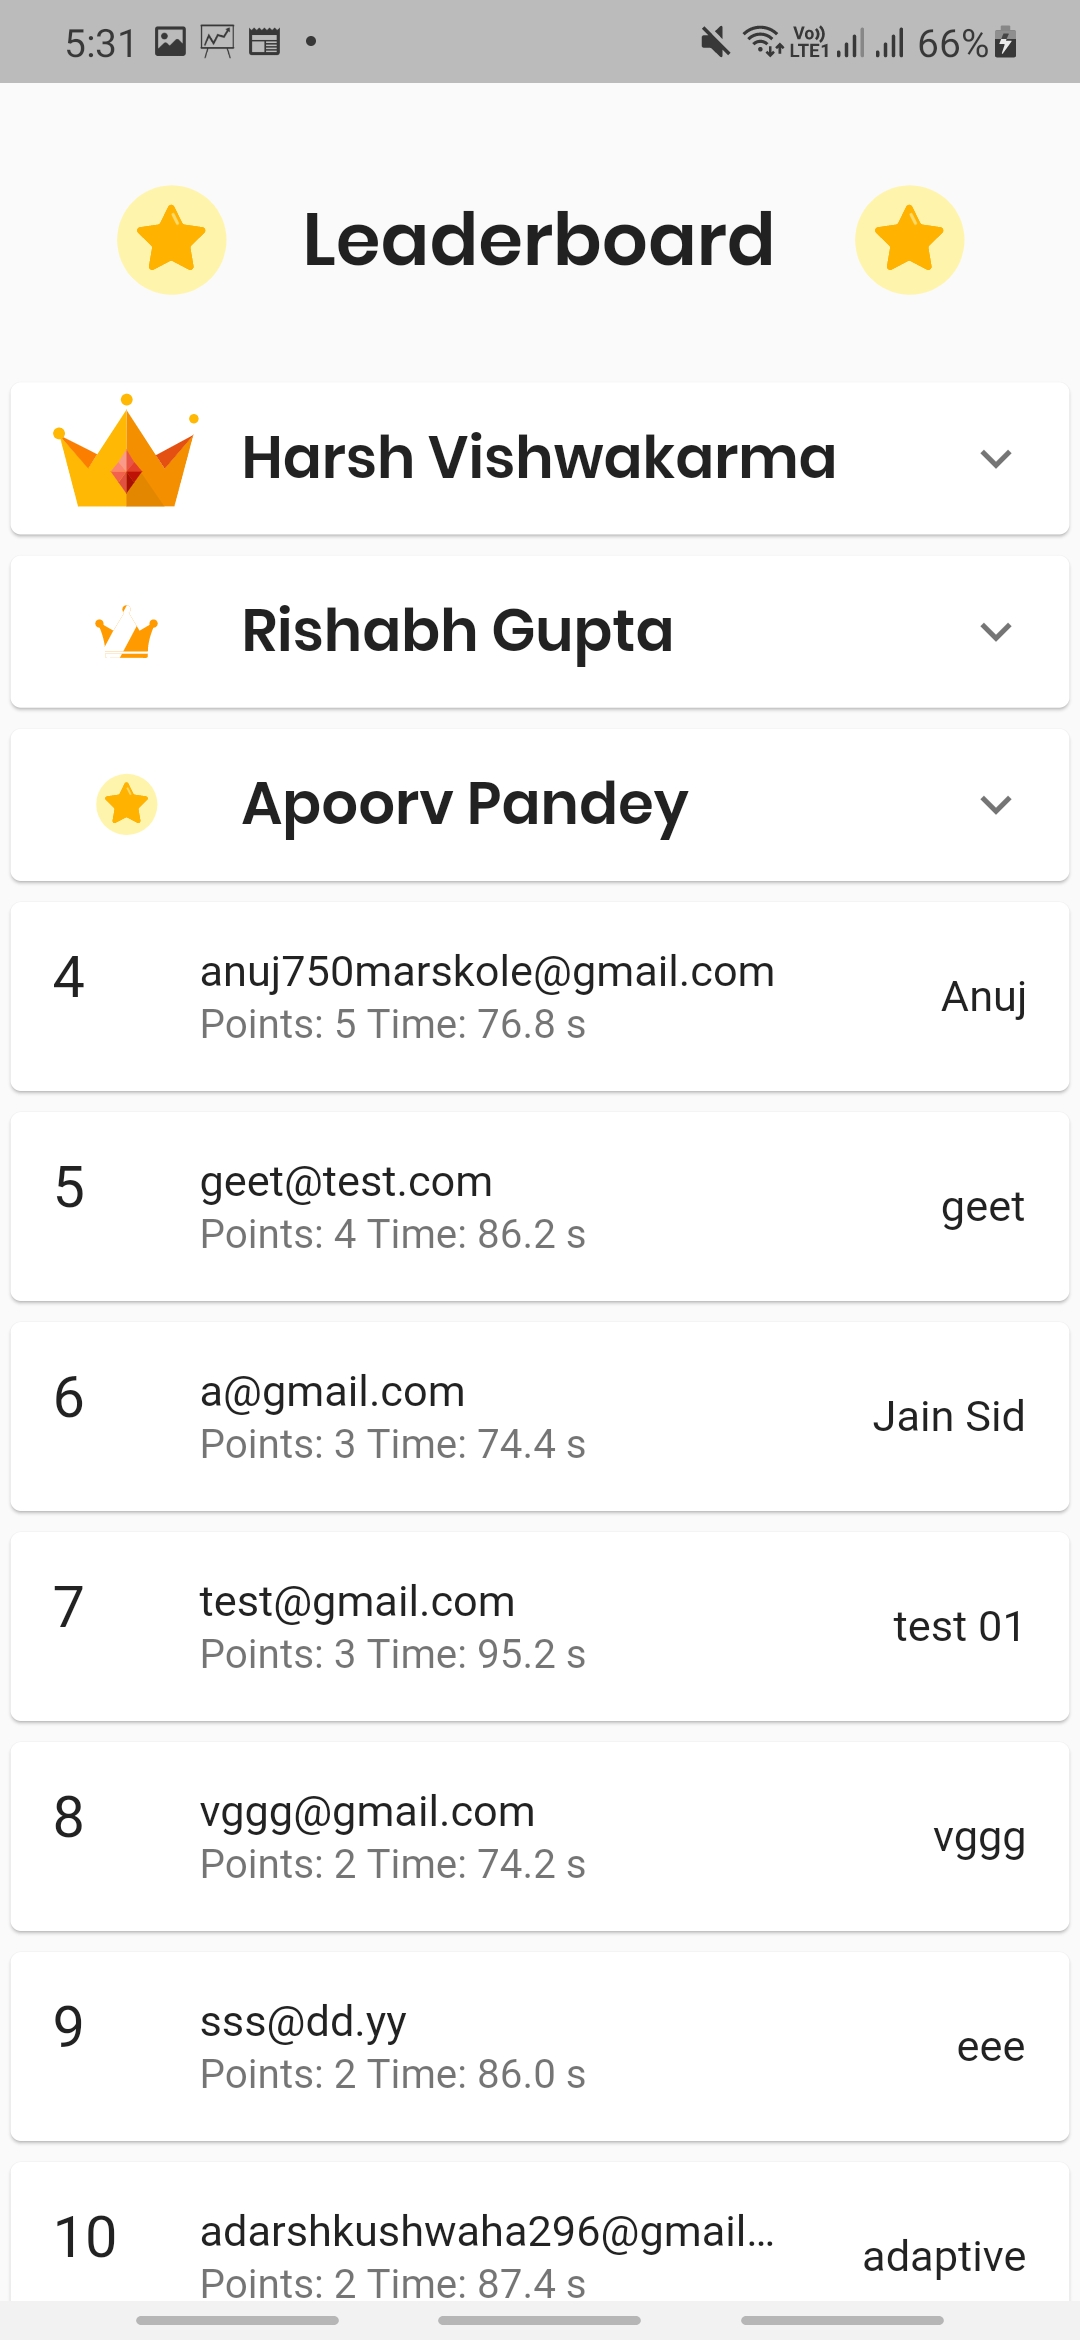 5:31 Vo)) LTE1 66%
Leaderboard
Harsh Vishwakarma
Rishabh Gupta
Apoorv Pandey
4 anuj750marskole@gmail.com Anuj
Points: 5 Time: 76.8 s
5 geet@test.com geet
Points: 4 Time: 86.2 s
6 a@gmail.com Jain Sid
Points: 3 Time: 74.4 s
7 test@gmail.com test 01
Points: 3 Time: 95.2 s
8 vggg@gmail.com vggg
Points: 2 Time: 74.2 s
9 sss@dd.yy eee
Points: 2 Time: 86.0 s
10 adarshkushwaha296@gmail... adaptive
Points: 2 Time: 87.4 s